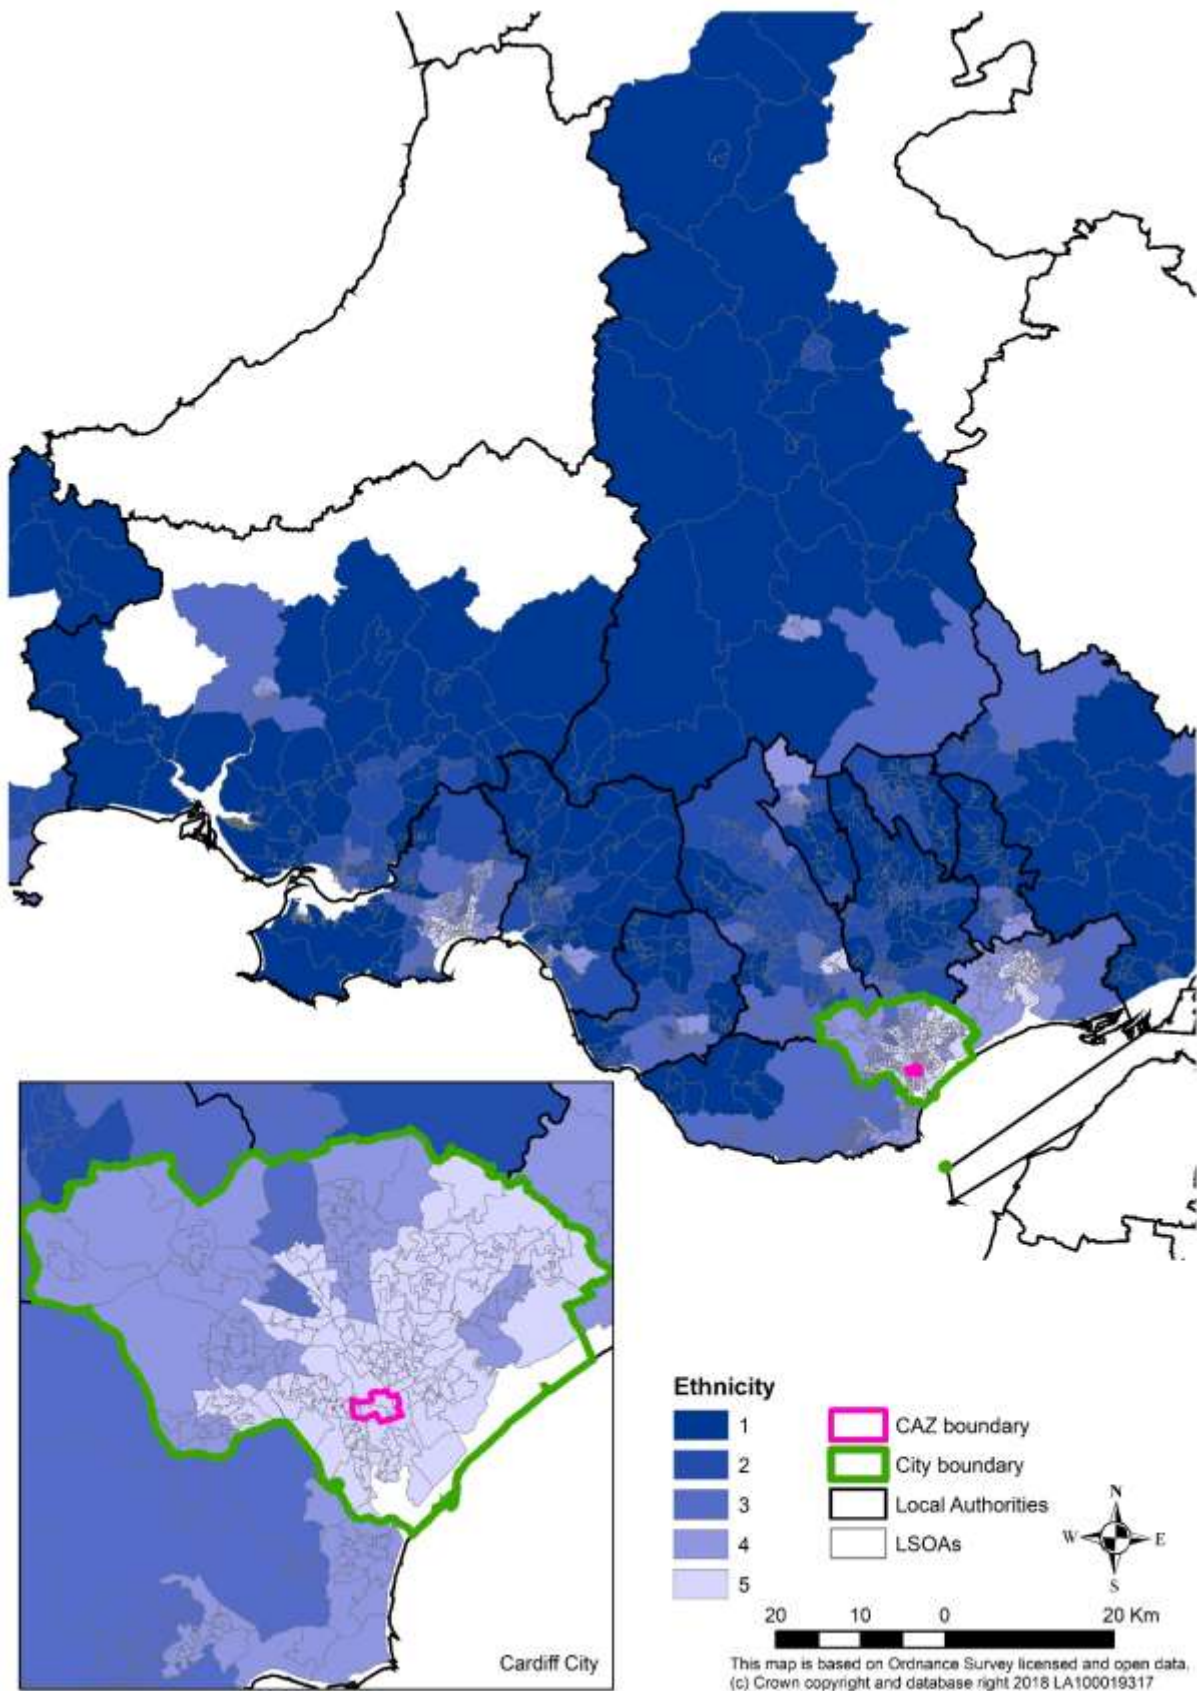 Cardiff City
Ethnicity
1
2
3
4
5
CAZ boundary
City boundary
Local Authorities
LSOAs
N
W
E
S
20 10 0 20 Km
This map is based on Ordnance Survey licensed and open data.
(c) Crown copyright and database right 2018 LA100019317